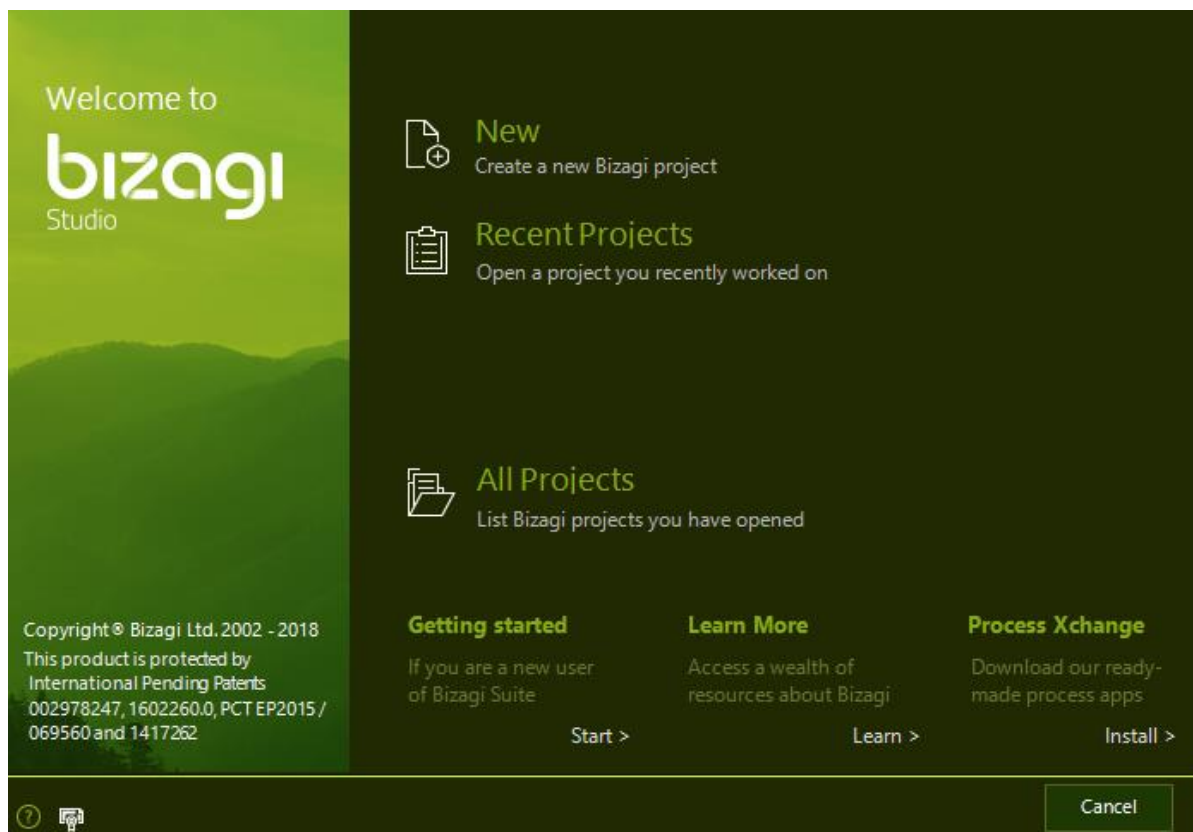 Welcome to
bizagi
Studio
Copyright® Bizagi Ltd. 2002 - 2018
This product is protected by
International Pending Patents
002978247, 1602260.0, PCT EP2015 /
069560 and 1417262
New
Create a new Bizagi project
Recent Projects
Open a project you recently worked on
All Projects
List Bizagi projects you have opened
Getting started
If you are a new user
of Bizagi Suite
Start >
Learn More
Access a wealth of
resources about Bizagi
Learn >
Process Xchange
Download our ready-
made process apps
Install >
?
Cancel